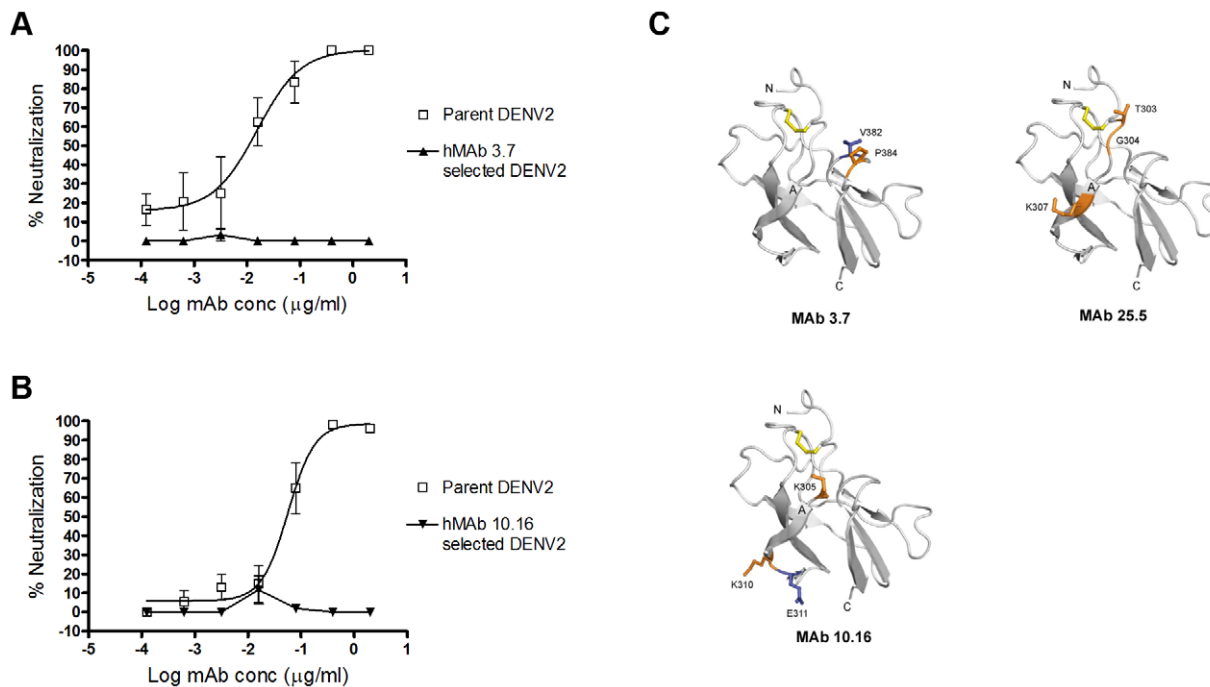 A
100
90
80
70
60
50
40
30
20
10
0
-10
% Neutralization
-5 -4 -3 -2 -1 0 1
Log mAb conc (μg/ml)
Parent DENV2
hMAb 3.7
selected DENV2
B
100
90
80
70
60
50
40
30
20
10
0
-10
% Neutralization
-5 -4 -3 -2 -1 0 1
Log mAb conc (μg/ml)
Parent DENV2
hMAb 10.16
selected DENV2
C
N
V382
P384
A
C
MAb 3.7
N
T303
G304
A
K307
C
MAb 25.5
N
K305
A
K310
E311
C
MAb 10.16